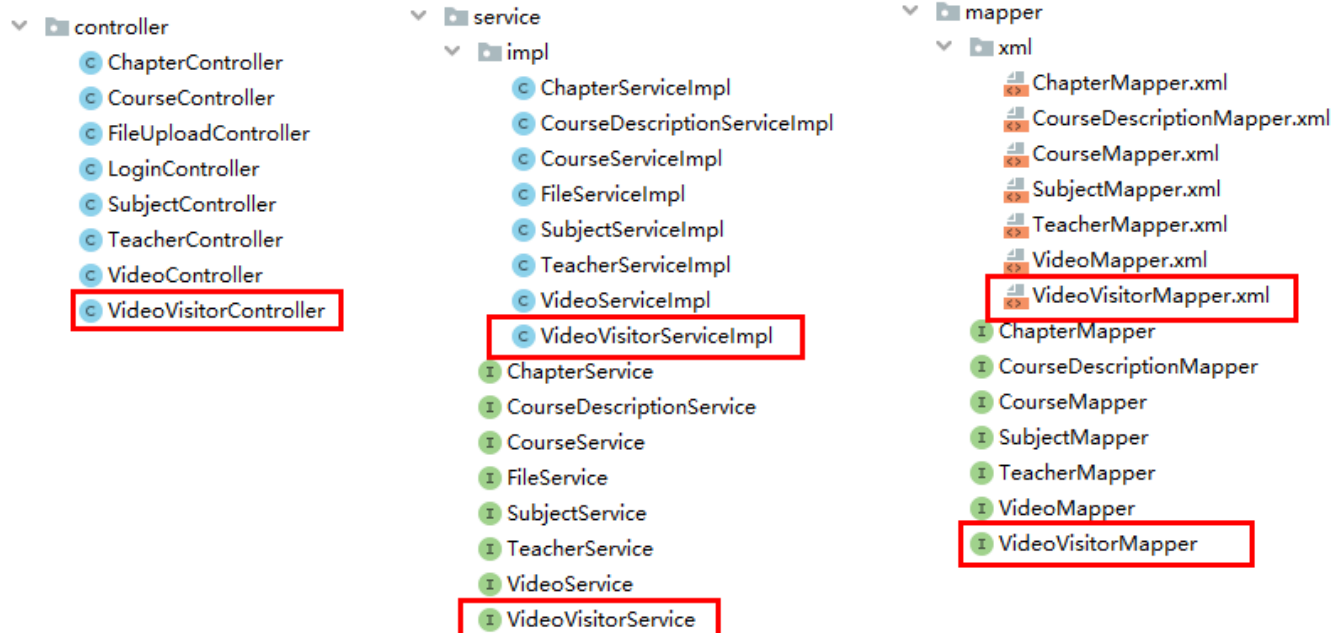 controller
ChapterController
CourseController
FileUploadController
LoginController
SubjectController
TeacherController
VideoController
VideoVisitorController
service
impl
ChapterServiceImpl
CourseDescriptionServiceImpl
CourseServiceImpl
FileServiceImpl
SubjectServiceImpl
TeacherServiceImpl
VideoServiceImpl
VideoVisitorServiceImpl
ChapterService
CourseDescriptionService
CourseService
FileService
SubjectService
TeacherService
VideoService
VideoVisitorService
mapper
xml
ChapterMapper.xml
CourseDescriptionMapper.xml
CourseMapper.xml
SubjectMapper.xml
TeacherMapper.xml
VideoMapper.xml
VideoVisitorMapper.xml
ChapterMapper
CourseDescriptionMapper
CourseMapper
SubjectMapper
TeacherMapper
VideoMapper
VideoVisitorMapper